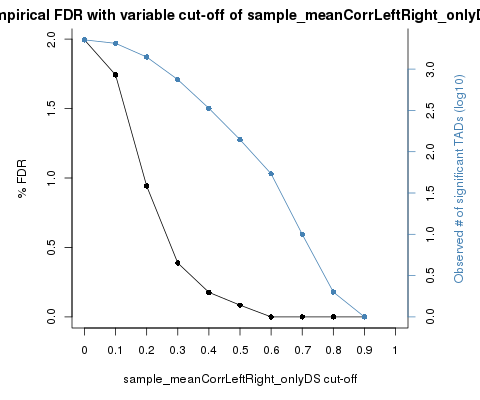 mpirical FDR with variable cut-off of sample_meanCorrLeftRight_onlyD
% FDR
2.0
1.5
1.0
0.5
0.0
3.0
2.5
2.0
1.5
1.0
0.5
0.0
Observed # of significant TADs (log10)
0 0.1 0.2 0.3 0.4 0.5 0.6 0.7 0.8 0.9 1
sample_meanCorrLeftRight_onlyDS cut-off